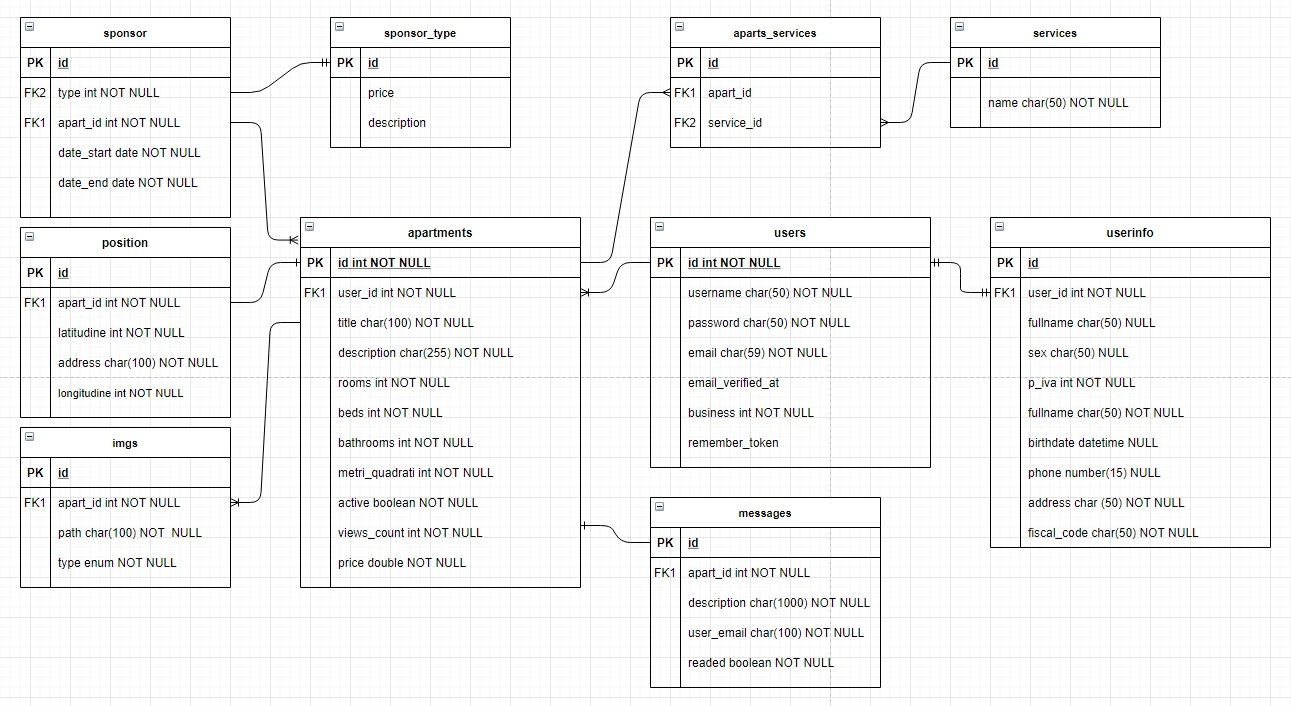 sponsor
PK id
FK2 type int NOT NULL
FK1 apart_id int NOT NULL
date_start date NOT NULL
date_end date NOT NULL
sponsor_type
PK id
price
description
aparts_services
PK id
FK1 apart_id
FK2 service_id
services
PK id
name char(50) NOT NULL
position
PK id
FK1 apart_id int NOT NULL
latitudine int NOT NULL
address char(100) NOT NULL
longitudine int NOT NULL
apartments
PK id int NOT NULL
FK1 user_id int NOT NULL
title char(100) NOT NULL
description char(255) NOT NULL
rooms int NOT NULL
beds int NOT NULL
bathrooms int NOT NULL
metri_quadrati int NOT NULL
active boolean NOT NULL
views_count int NOT NULL
price double NOT NULL
users
PK id int NOT NULL
username char(50) NOT NULL
password char(50) NOT NULL
email char(59) NOT NULL
email_verified_at
business int NOT NULL
remember_token
userinfo
PK id
FK1 user_id int NOT NULL
fullname char(50) NULL
sex char(50) NULL
p_iva int NOT NULL
fullname char(50) NOT NULL
birthdate datetime NULL
phone number(15) NULL
address char (50) NOT NULL
fiscal_code char(50) NOT NULL
imgs
PK id
FK1 apart_id int NOT NULL
path char(100) NOT  NULL
type enum NOT NULL
messages
PK id
FK1 apart_id int NOT NULL
description char(1000) NOT NULL
user_email char(100) NOT NULL
readed boolean NOT NULL